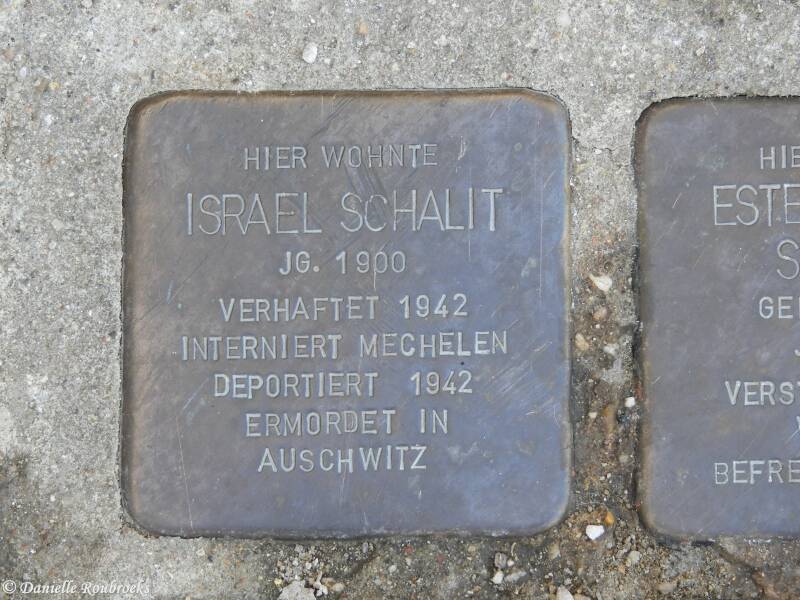 HIER WOHNTE
ISRAEL SCHALIT
JG. 1900
VERHAFTET 1942
INTERNIERT MECHELEN
DEPORTIERT 1942
ERMORDET IN
AUSCHWITZ
© Danielle Roubroeks